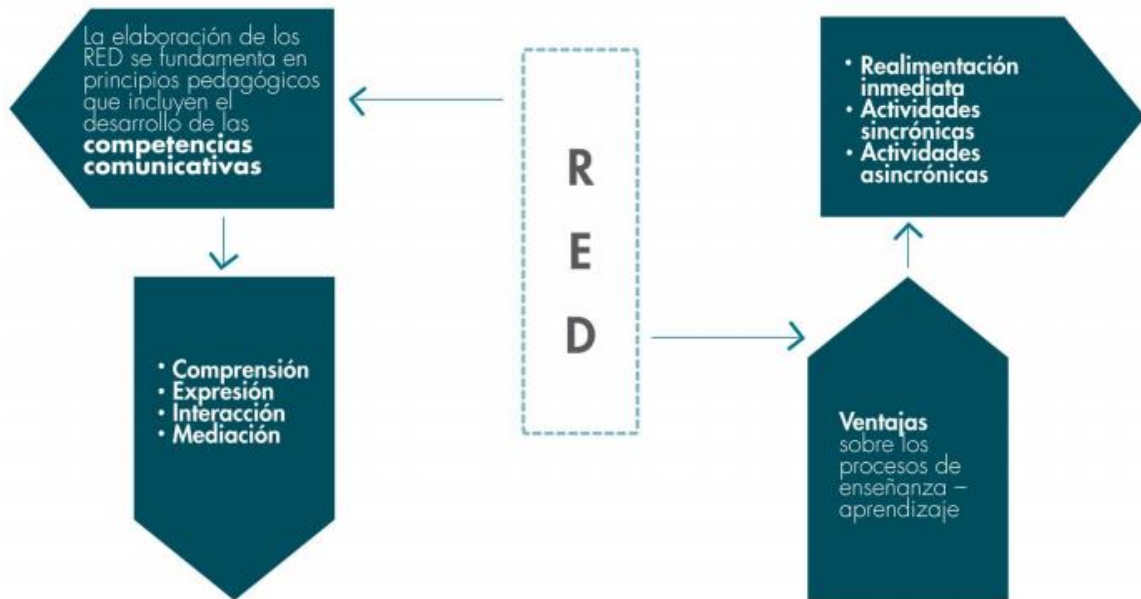 La elaboración de los
RED se fundamenta en
principios pedagógicos
que incluyen el
desarrollo de las
competencias
comunicativas
• Comprensión
• Expresión
• Interacción
• Mediación
R
E
D
• Realimentación
inmediata
• Actividades
sincrónicas
• Actividades
asincrónicas
Ventajas
sobre los
procesos de
enseñanza –
aprendizaje